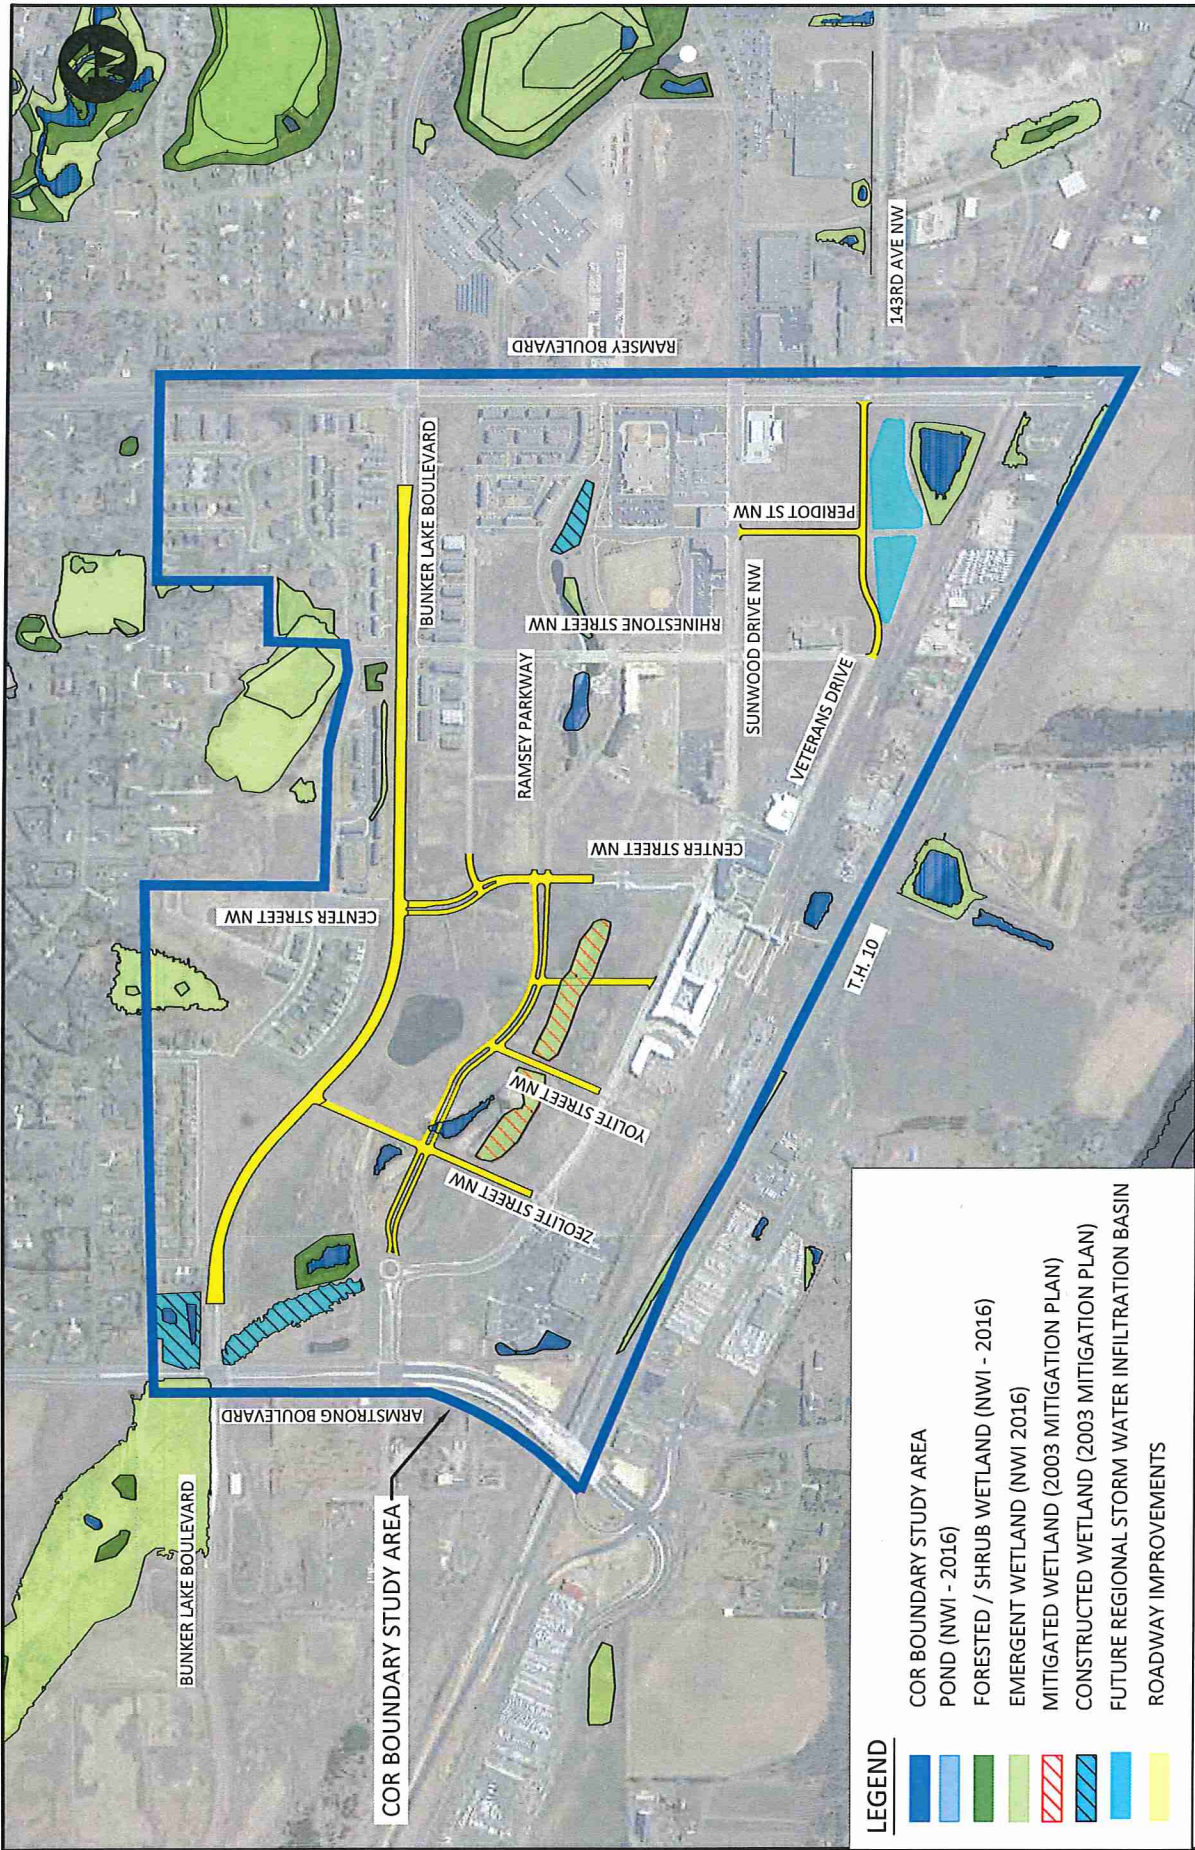 143RD AVE NW
RAMSEY BOULEVARD
BUNKER LAKE BOULEVARD
PERIDOT ST NW
RHINESTONE STREET NW
SUNWOOD DRIVE NW
RAMSEY PARKWAY
VETERANS DRIVE
CENTER STREET NW
CENTER STREET NW
T.H. 10
YOLITE STREET NW
ZEOLITE STREET NW
ARMSTRONG BOULEVARD
BUNKER LAKE BOULEVARD
COR BOUNDARY STUDY AREA
LEGEND
COR BOUNDARY STUDY AREA
POND (NWI - 2016)
FORESTED / SHRUB WETLAND (NWI - 2016)
EMERGENT WETLAND (NWI 2016)
MITIGATED WETLAND (2003 MITIGATION PLAN)
CONSTRUCTED WETLAND (2003 MITIGATION PLAN)
FUTURE REGIONAL STORM WATER INFILTRATION BASIN
ROADWAY IMPROVEMENTS